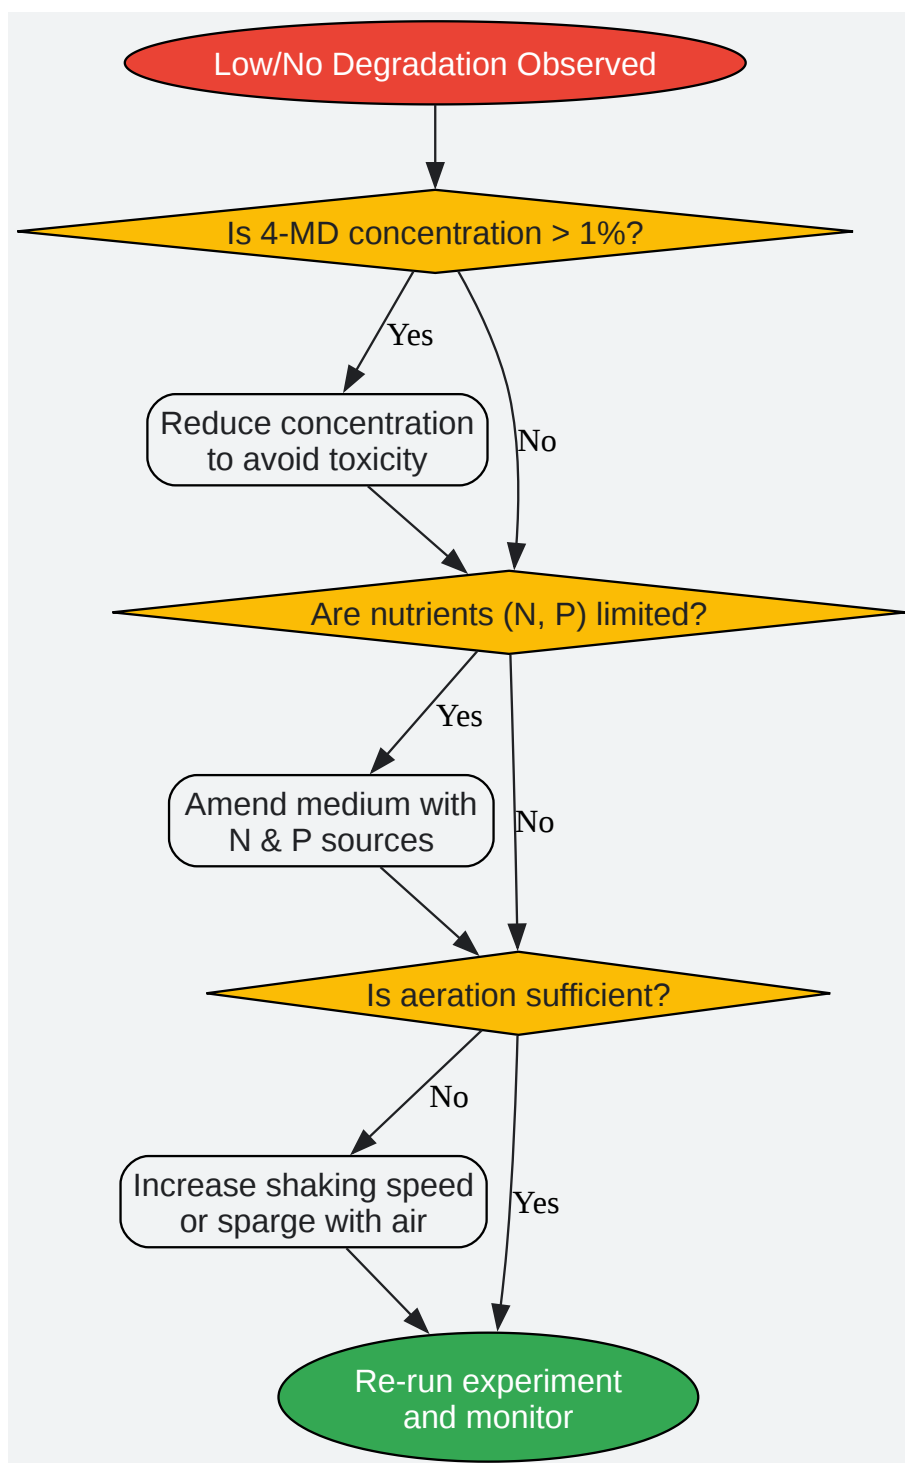 Low/No Degradation Observed
Is 4-MD concentration > 1%?
Yes
Reduce concentration
to avoid toxicity
No
Are nutrients (N, P) limited?
Yes
Amend medium with
N & P sources
No
Is aeration sufficient?
No
Increase shaking speed
or sparge with air
Yes
Re-run experiment
and monitor